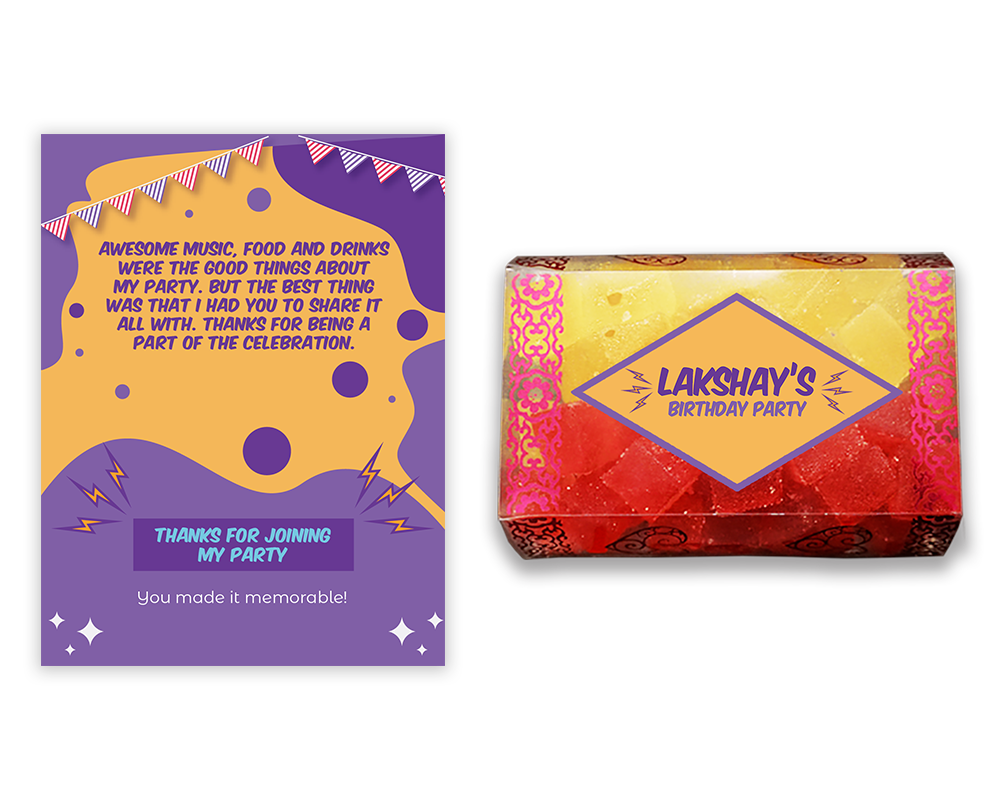 AWESOME MUSIC, FOOD AND DRINKS
WERE THE GOOD THINGS ABOUT
MY PARTY. BUT THE BEST THING
WAS THAT I HAD YOU TO SHARE IT
ALL WITH. THANKS FOR BEING A
PART OF THE CELEBRATION.
THANKS FOR JOINING
MY PARTY
You made it memorable!
LAKSHAY'S
BIRTHDAY PARTY